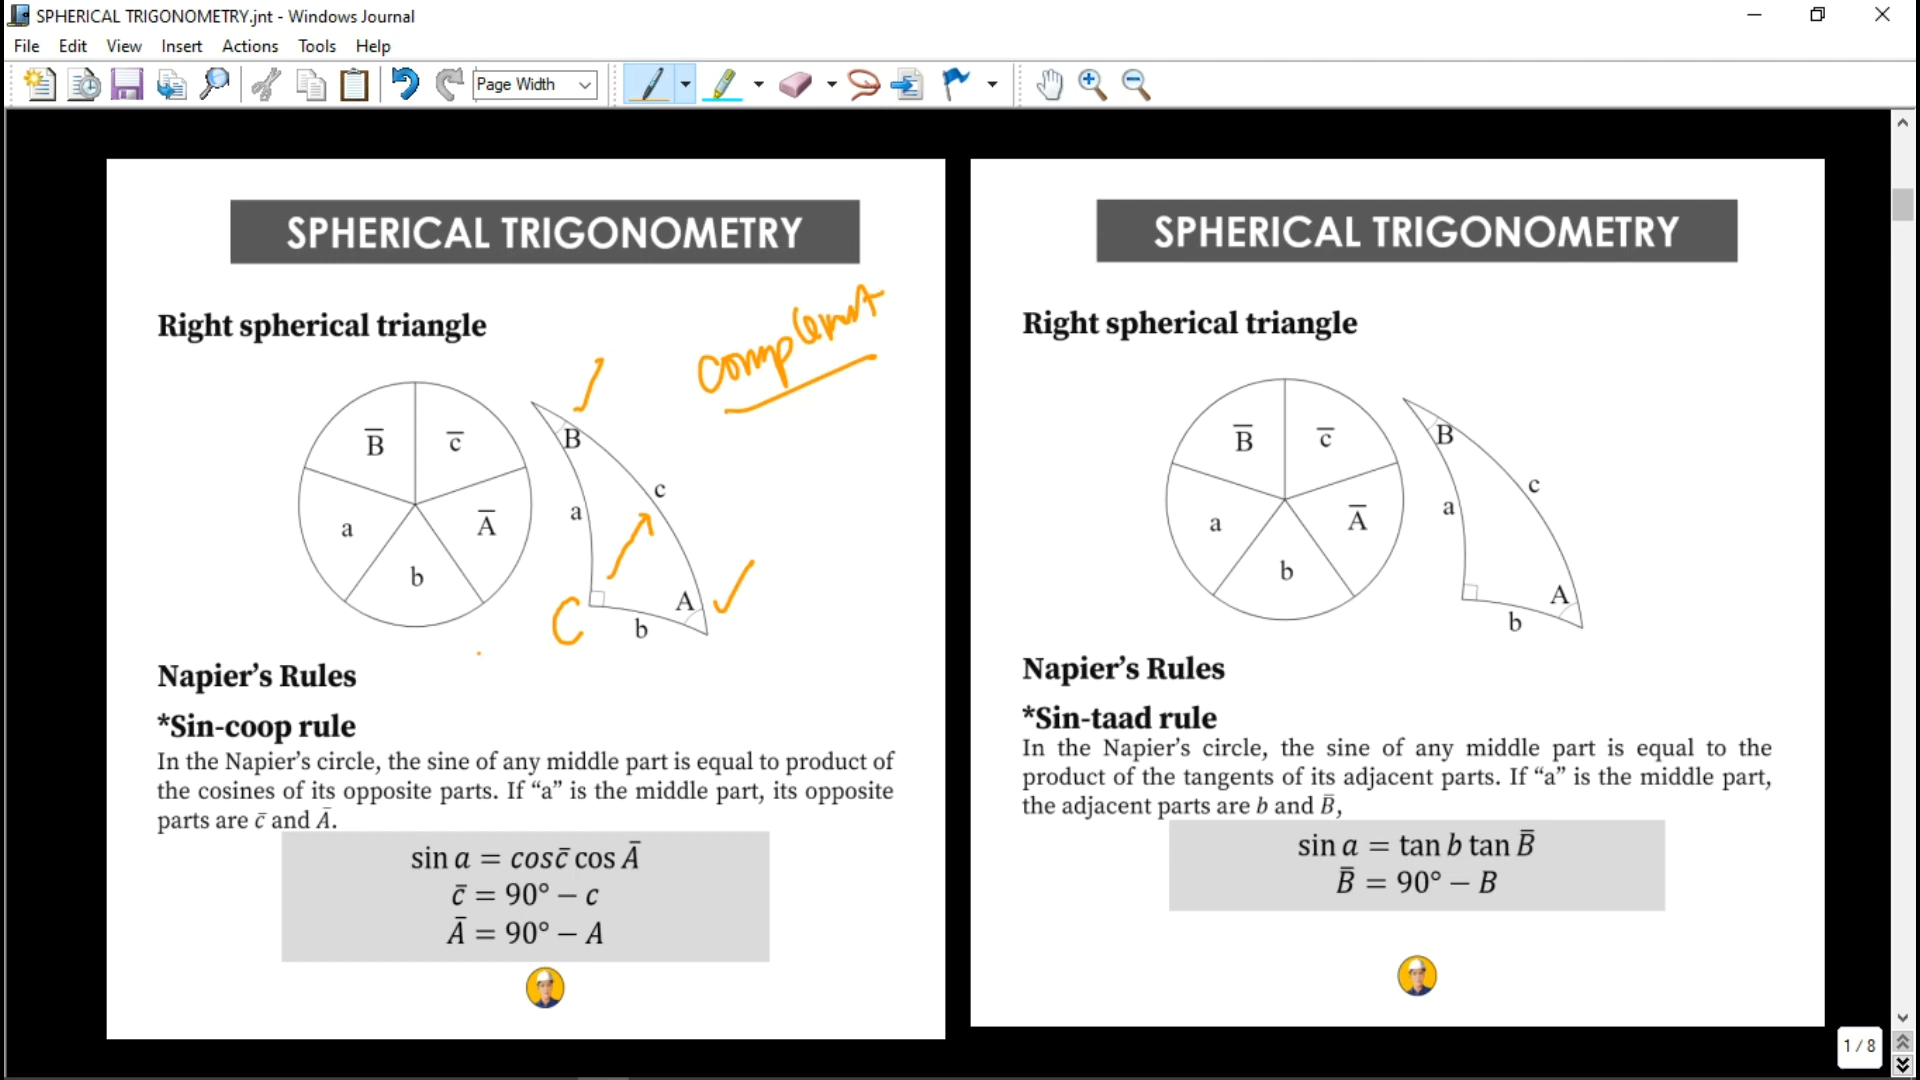 SPHERICAL TRIGONOMETRY.jnt - Windows Journal
File Edit View Insert Actions Tools Help
Page Width
SPHERICAL TRIGONOMETRY
Right spherical triangle
complement
B̅ c̅
a A̅
b
B
c
a
C
A
b
Napier’s Rules
*Sin-coop rule
In the Napier’s circle, the sine of any middle part is equal to product of
the cosines of its opposite parts. If “a” is the middle part, its opposite
parts are c̅ and A̅.
sin a = cosc̅ cos A̅
c̅ = 90° − c
A̅ = 90° − A
SPHERICAL TRIGONOMETRY
Right spherical triangle
B̅ c̅
a A̅
b
B
c
a
A
b
Napier’s Rules
*Sin-taad rule
In the Napier’s circle, the sine of any middle part is equal to the
product of the tangents of its adjacent parts. If “a” is the middle part,
the adjacent parts are b and B̅,
sin a = tan b tan B̅
B̅ = 90° − B
1 / 8